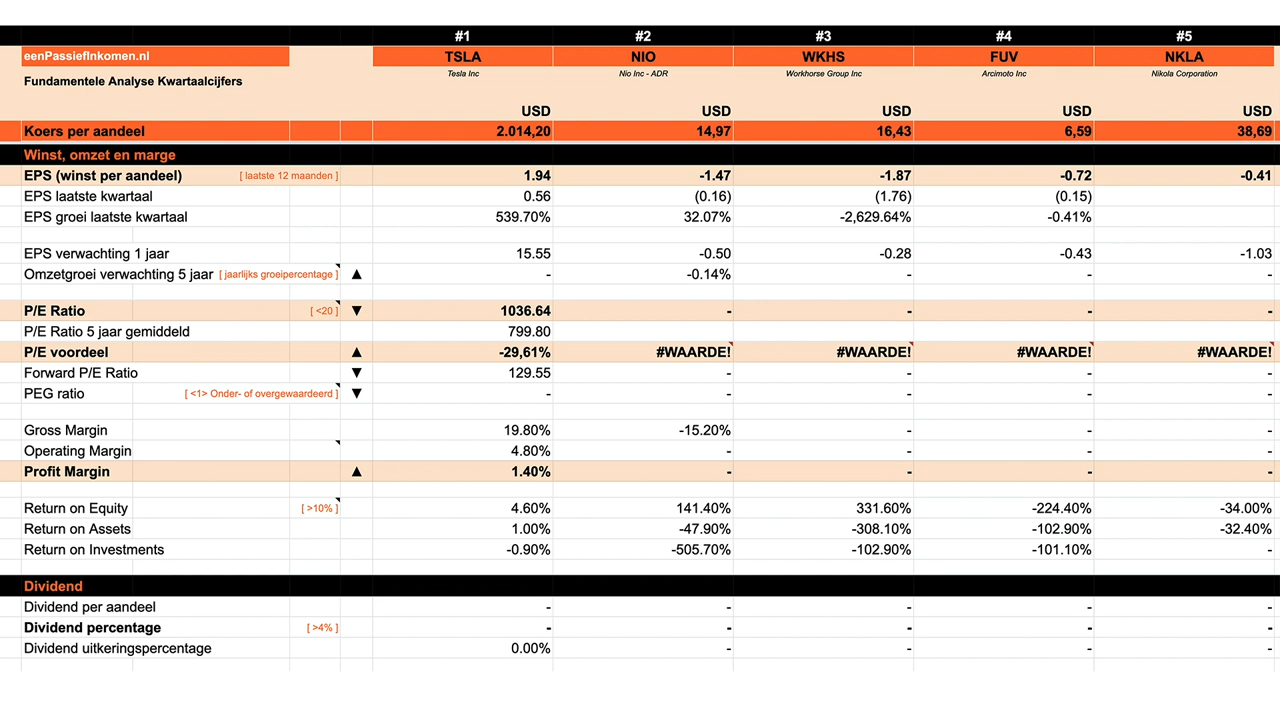 #1 #2 #3 #4 #5
eenPassiefInkomen.nl TSLA NIO WKHS FUV NKLA
Tesla Inc Nio Inc - ADR Workhorse Group Inc Arcimoto Inc Nikola Corporation
Fundamentele Analyse Kwartaalcijfers
USD USD USD USD USD
Koers per aandeel 2.014,20 14,97 16,43 6,59 38,69
Winst, omzet en marge
EPS (winst per aandeel) [ laatste 12 maanden ] 1.94 -1.47 -1.87 -0.72 -0.41
EPS laatste kwartaal 0.56 (0.16) (1.76) (0.15)
EPS groei laatste kwartaal 539.70% 32.07% -2,629.64% -0.41%
EPS verwachting 1 jaar 15.55 -0.50 -0.28 -0.43 -1.03
Omzetgroei verwachting 5 jaar [ jaarlijks groeipercentage ] ▲ - -0.14% - - -
P/E Ratio [ <20 ] ▼ 1036.64 - - - -
P/E Ratio 5 jaar gemiddeld 799.80
P/E voordeel ▲ -29,61% #WAARDE! #WAARDE! #WAARDE! #WAARDE!
Forward P/E Ratio ▼ 129.55 - - - -
PEG ratio [ <1> Onder- of overgewaardeerd ] ▼ - - - - -
Gross Margin 19.80% -15.20% - - -
Operating Margin 4.80% - - - -
Profit Margin ▲ 1.40% - - - -
Return on Equity [ >10% ] 4.60% 141.40% 331.60% -224.40% -34.00%
Return on Assets 1.00% -47.90% -308.10% -102.90% -32.40%
Return on Investments -0.90% -505.70% -102.90% -101.10% -
Dividend
Dividend per aandeel - - - - -
Dividend percentage [ >4% ] - - - - -
Dividend uitkeringspercentage 0.00% - - - -